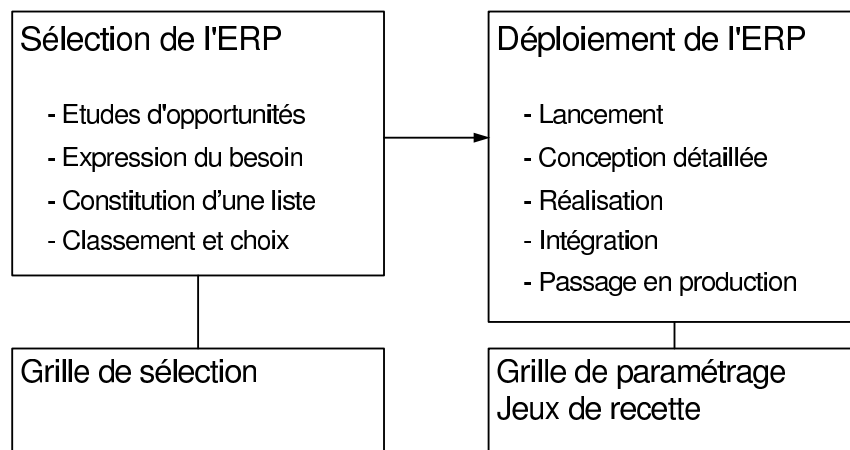 Sélection de l'ERP
- Etudes d'opportunités
- Expression du besoin
- Constitution d’une liste
- Classement et choix
Grille de sélection
Déploiement de l'ERP
- Lancement
- Conception détaillée
- Réalisation
- Intégration
- Passage en production
Grille de paramétrage
Jeux de recette